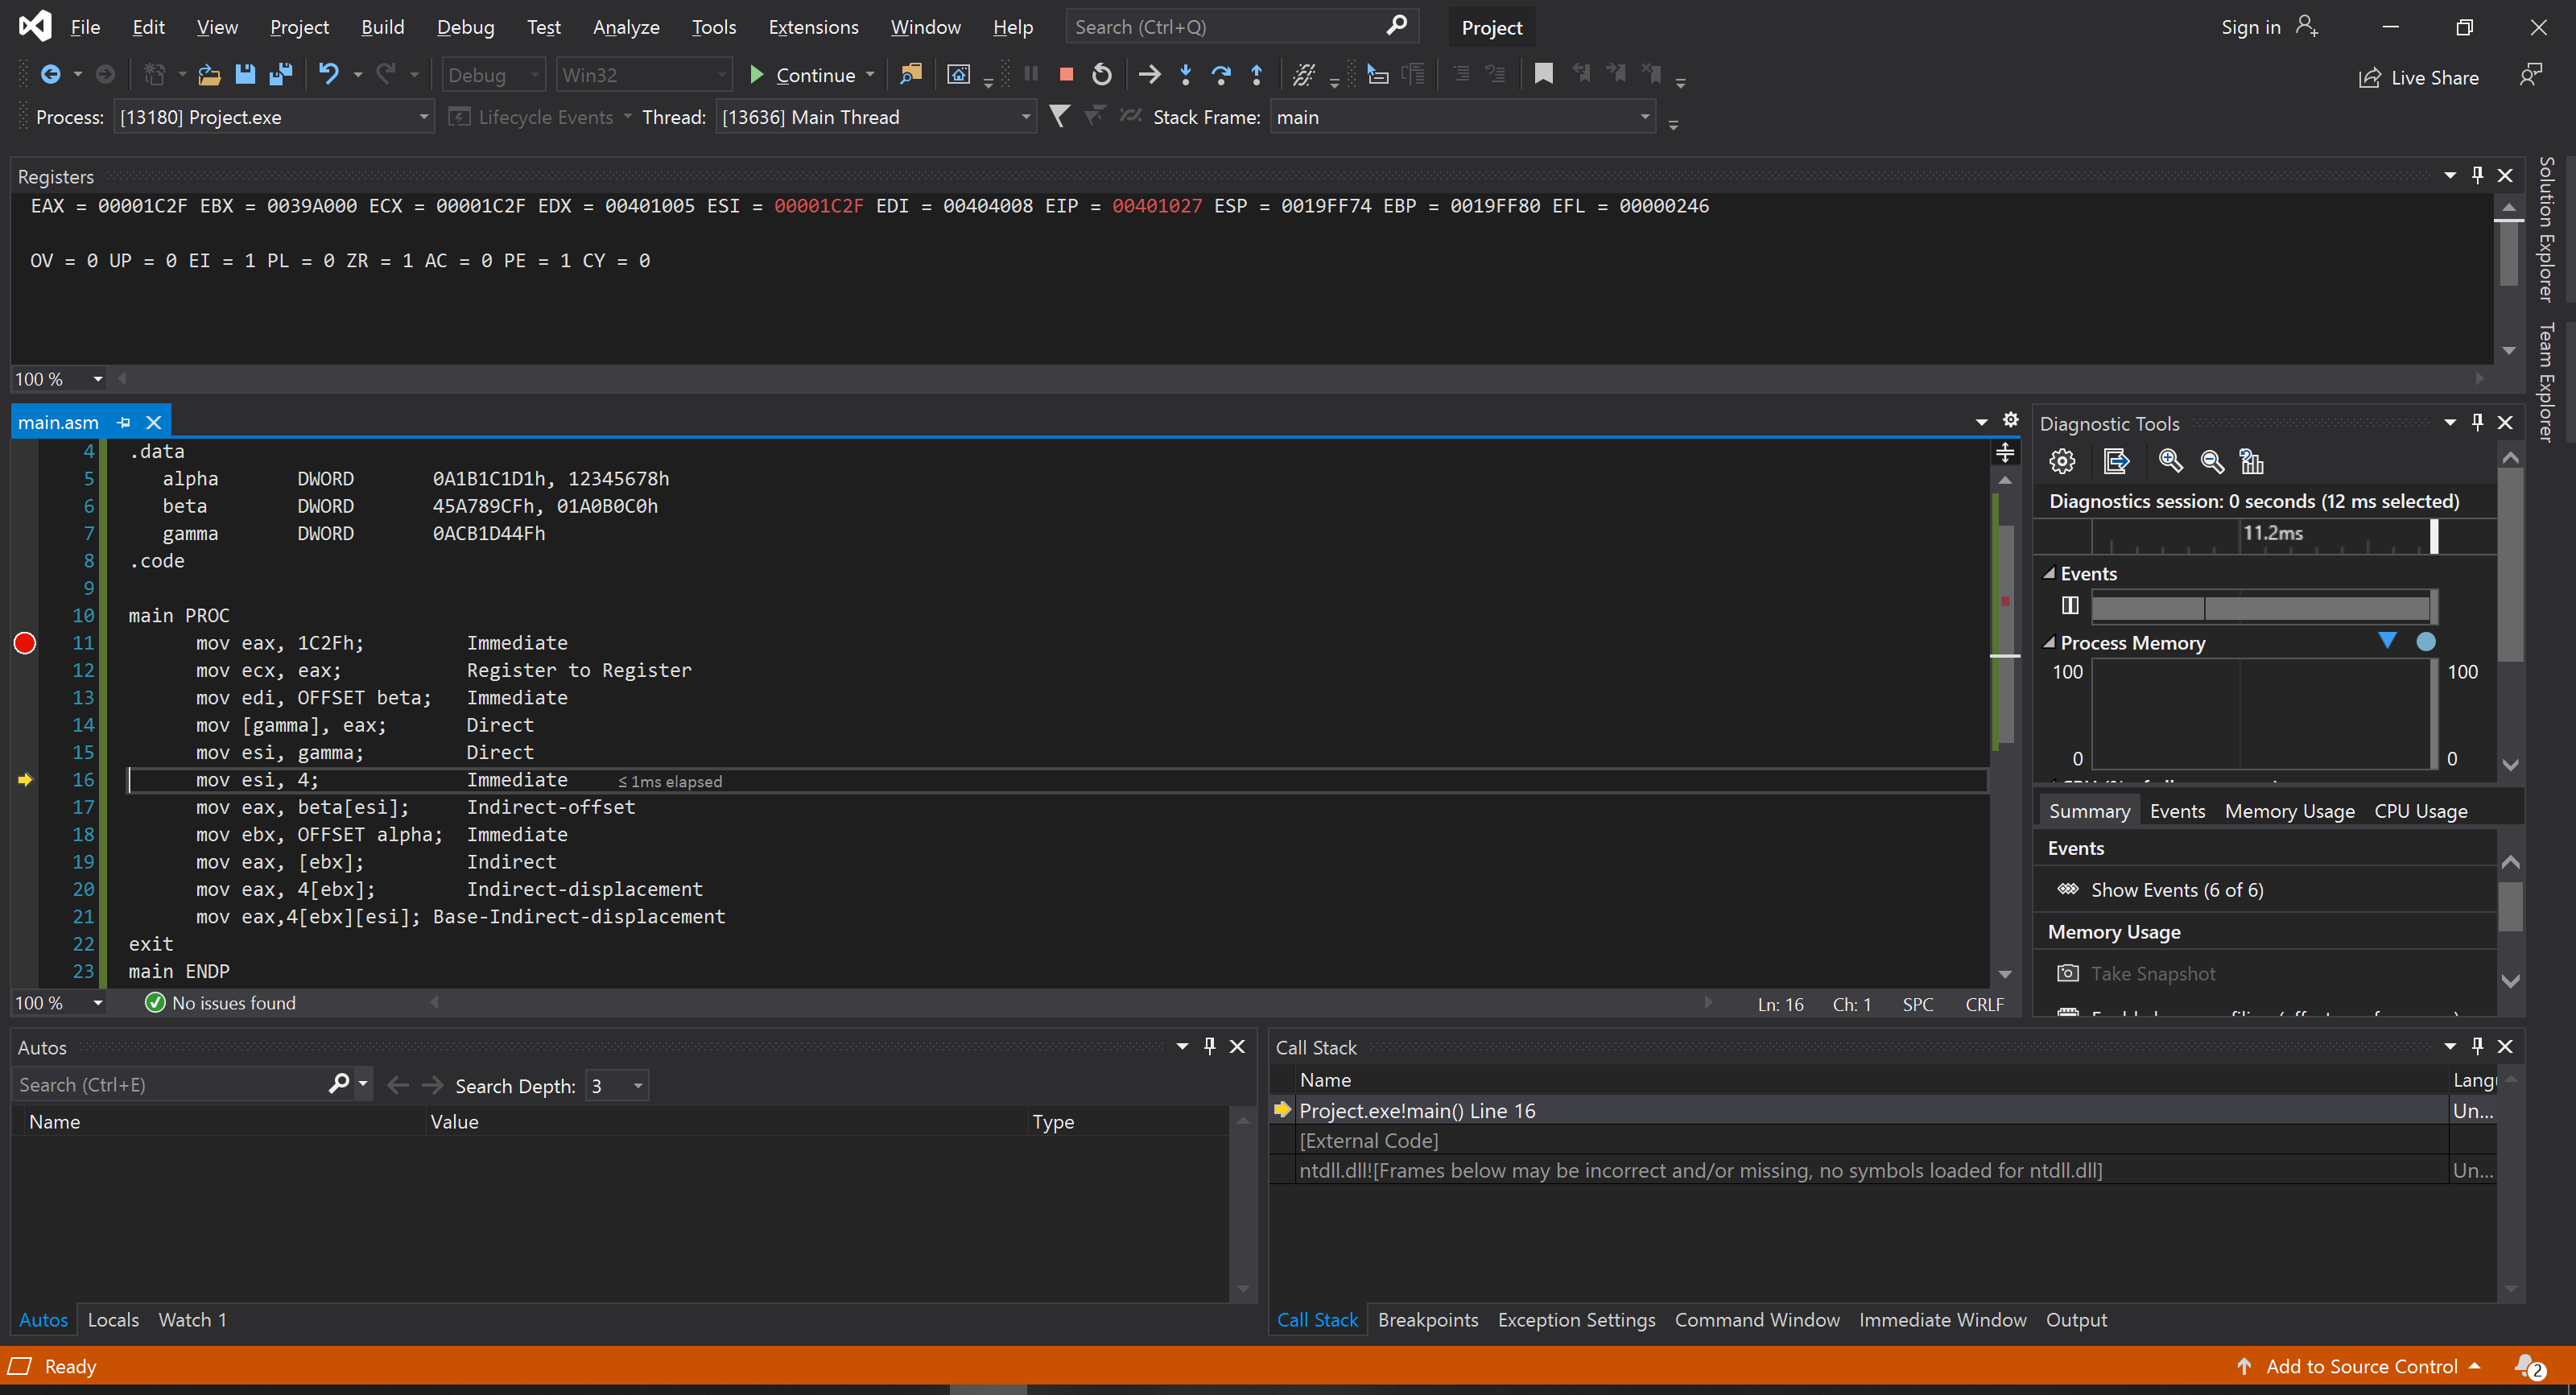 File Edit View Project Build Debug Test Analyze Tools Extensions Window Help Search (Ctrl+Q) Project Sign in
Debug Win32 Continue Live Share
Process: [13180] Project.exe Lifecycle Events Thread: [13636] Main Thread Stack Frame: main
Registers
EAX = 00001C2F EBX = 0039A000 ECX = 00001C2F EDX = 00401005 ESI = 00001C2F EDI = 00404008 EIP = 00401027 ESP = 0019FF74 EBP = 0019FF80 EFL = 00000246
OV = 0 UP = 0 EI = 1 PL = 0 ZR = 1 AC = 0 PE = 1 CY = 0
100 %
Solution Explorer
Team Explorer
main.asm
4 .data
5 alpha DWORD 0A1B1C1D1h, 12345678h
6 beta DWORD 45A789CFh, 01A0B0C0h
7 gamma DWORD 0ACB1D44Fh
8 .code
9
10 main PROC
11 mov eax, 1C2Fh; Immediate
12 mov ecx, eax; Register to Register
13 mov edi, OFFSET beta; Immediate
14 mov [gamma], eax; Direct
15 mov esi, gamma; Direct
16 mov esi, 4; Immediate ≤ 1ms elapsed
17 mov eax, beta[esi]; Indirect-offset
18 mov ebx, OFFSET alpha; Immediate
19 mov eax, [ebx]; Indirect
20 mov eax, 4[ebx]; Indirect-displacement
21 mov eax,4[ebx][esi]; Base-Indirect-displacement
22 exit
23 main ENDP
100 % No issues found Ln: 16 Ch: 1 SPC CRLF
Diagnostic Tools
Diagnostics session: 0 seconds (12 ms selected)
11.2ms
Events
Process Memory
100 100
0 0
Summary Events Memory Usage CPU Usage
Events
Show Events (6 of 6)
Memory Usage
Take Snapshot
Autos
Search (Ctrl+E) Search Depth: 3
Name Value Type
Autos Locals Watch 1
Call Stack
Name Langu
Project.exe!main() Line 16 Un...
[External Code]
ntdll.dll![Frames below may be incorrect and/or missing, no symbols loaded for ntdll.dll] Un...
Call Stack Breakpoints Exception Settings Command Window Immediate Window Output
Ready Add to Source Control 2